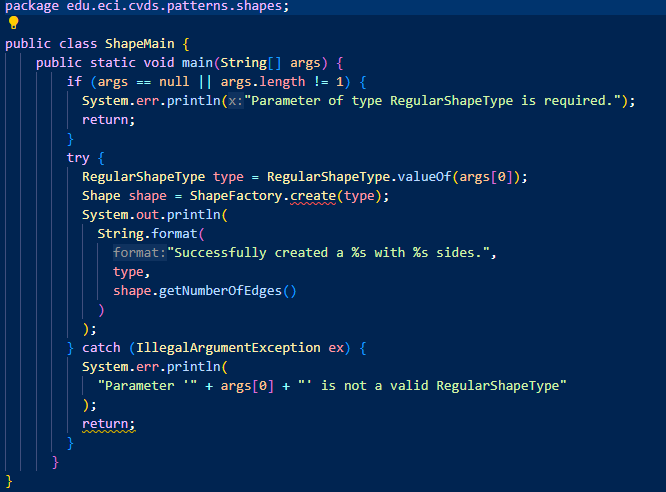 package edu.eci.cvds.patterns.shapes;
public class ShapeMain {
    public static void main(String[] args) {
        if (args == null || args.length != 1) {
          System.err.println(x:"Parameter of type RegularShapeType is required.");
          return;
        }
        try {
          RegularShapeType type = RegularShapeType.valueOf(args[0]);
          Shape shape = ShapeFactory.create(type);
          System.out.println(
            String.format(
              format:"Successfully created a %s with %s sides.",
              type,
              shape.getNumberOfEdges()
            )
          );
        } catch (IllegalArgumentException ex) {
          System.err.println(
            "Parameter '" + args[0] + "' is not a valid RegularShapeType"
          );
          return;
        }
      }
}